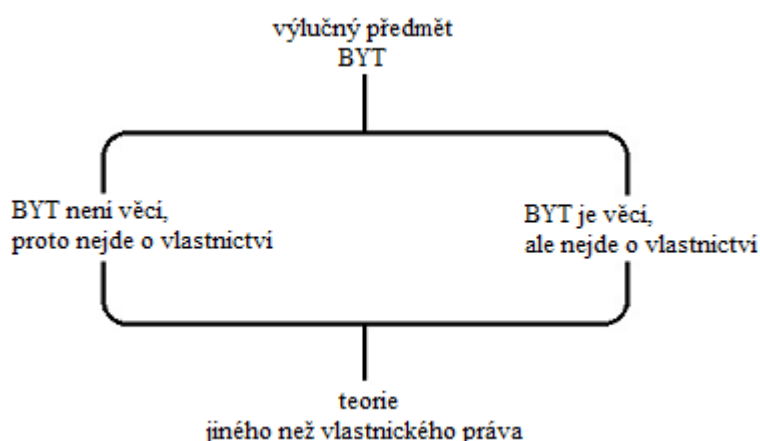 výlučný předmět
BYT
BYT není věcí,
proto nejde o vlastnictví
BYT je věcí,
ale nejde o vlastnictví
teorie
jiného než vlastnického práva